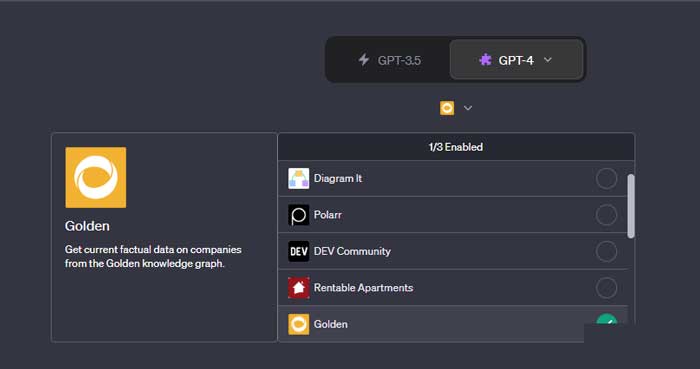 GPT-3.5
GPT-4
Golden
Get current factual data on companies
from the Golden knowledge graph.
1/3 Enabled
Diagram It
Polarr
DEV
DEV Community
Rentable Apartments
Golden